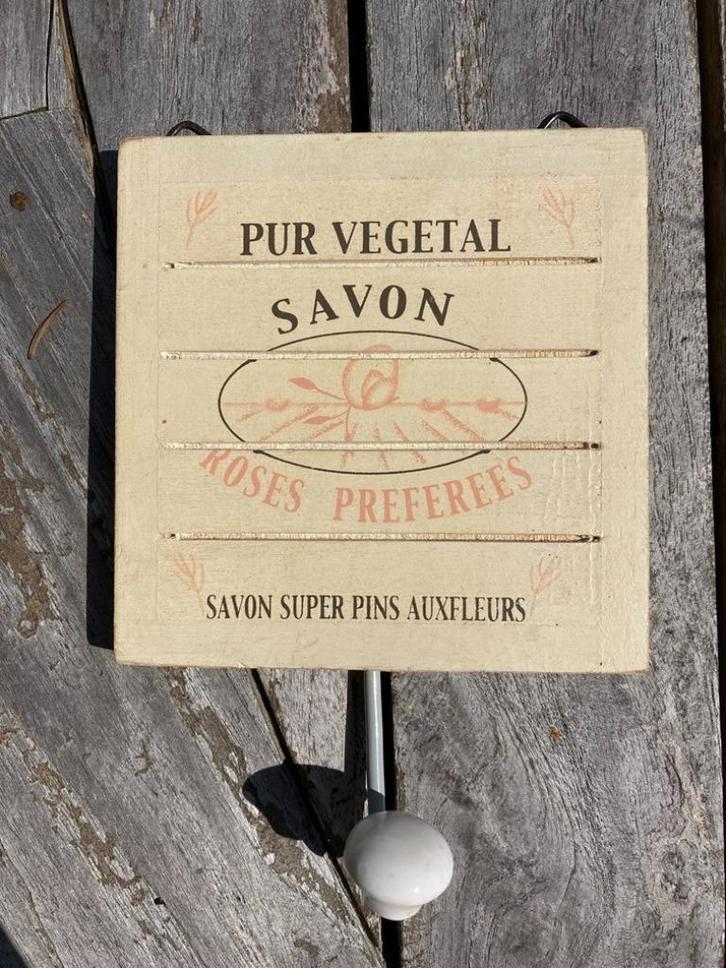 PUR VEGETAL
SAVON
ROSES PREFEREES
SAVON SUPER PINS AUXFLEURS